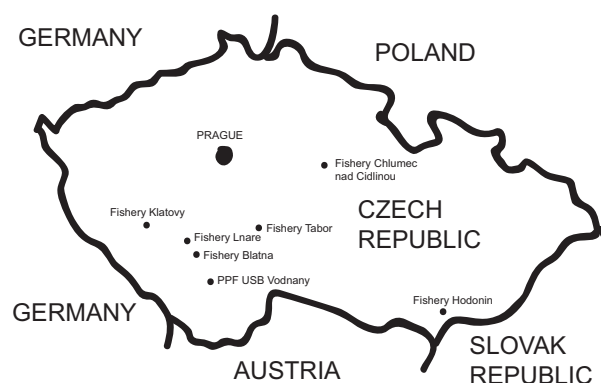 GERMANY
POLAND
PRAGUE
Fishery Chlumec
nad Cidlinou
Fishery Klatovy
CZECH
REPUBLIC
Fishery Tabor
Fishery Lnare
Fishery Blatna
PPF USB Vodnany
GERMANY
Fishery Hodonin
AUSTRIA
SLOVAK
REPUBLIC